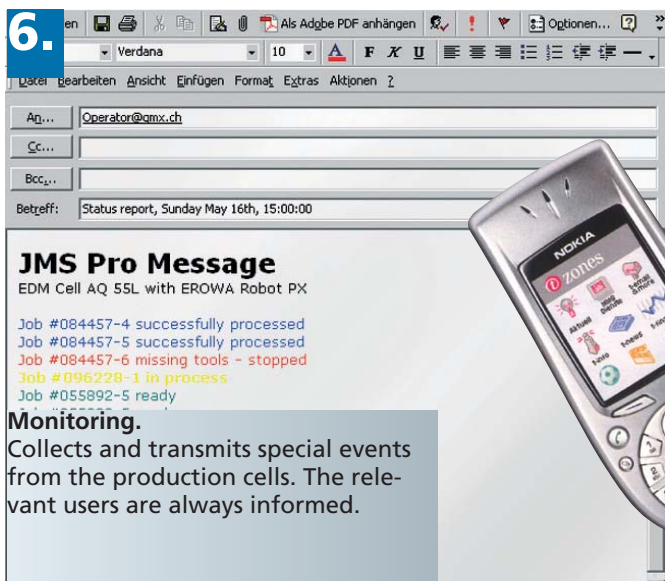 6.
en Als Adobe PDF anhängen Optionen...
Verdana 10 A F K U
Datei Bearbeiten Ansicht Einfügen Format Extras Aktionen ?
An... Operator@gmx.ch
Cc...
Bcc...
Betreff: Status report, Sunday May 16th, 15:00:00
JMS Pro Message
EDM Cell AQ 55L with EROWA Robot PX
Job #084457-4 successfully processed
Job #084457-5 successfully processed
Job #084457-6 missing tools - stopped
Job #096228-1 in process
Job #055892-5 ready
Monitoring.
Collects and transmits special events
from the production cells. The rele-
vant users are always informed.
NOKIA
zones
Aktuell
t-info
t-news